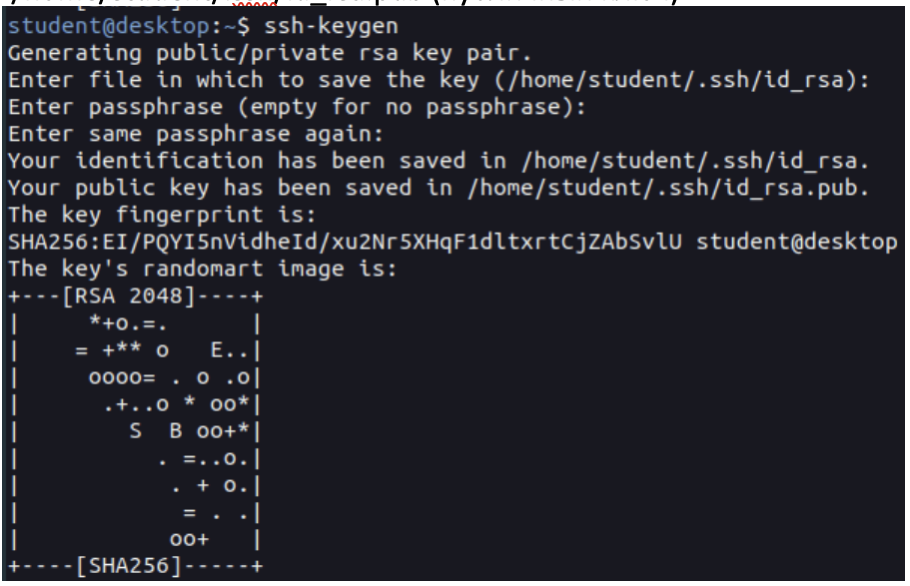 student@desktop:~$ ssh-keygen
Generating public/private rsa key pair.
Enter file in which to save the key (/home/student/.ssh/id_rsa):
Enter passphrase (empty for no passphrase):
Enter same passphrase again:
Your identification has been saved in /home/student/.ssh/id_rsa.
Your public key has been saved in /home/student/.ssh/id_rsa.pub.
The key fingerprint is:
SHA256:EI/PQYI5nVidheId/xu2Nr5XHqF1dltxrtCjZAbSvlU student@desktop
The key's randomart image is:
+---[RSA 2048]----+
|     *+o.=.      |
|    = +** o   E..|
|     oooo= . o .o|
|      .+..o * oo*|
|        S  B oo+*|
|          . =..o.|
|           . + o.|
|            = . .|
|           oo+   |
+----[SHA256]-----+